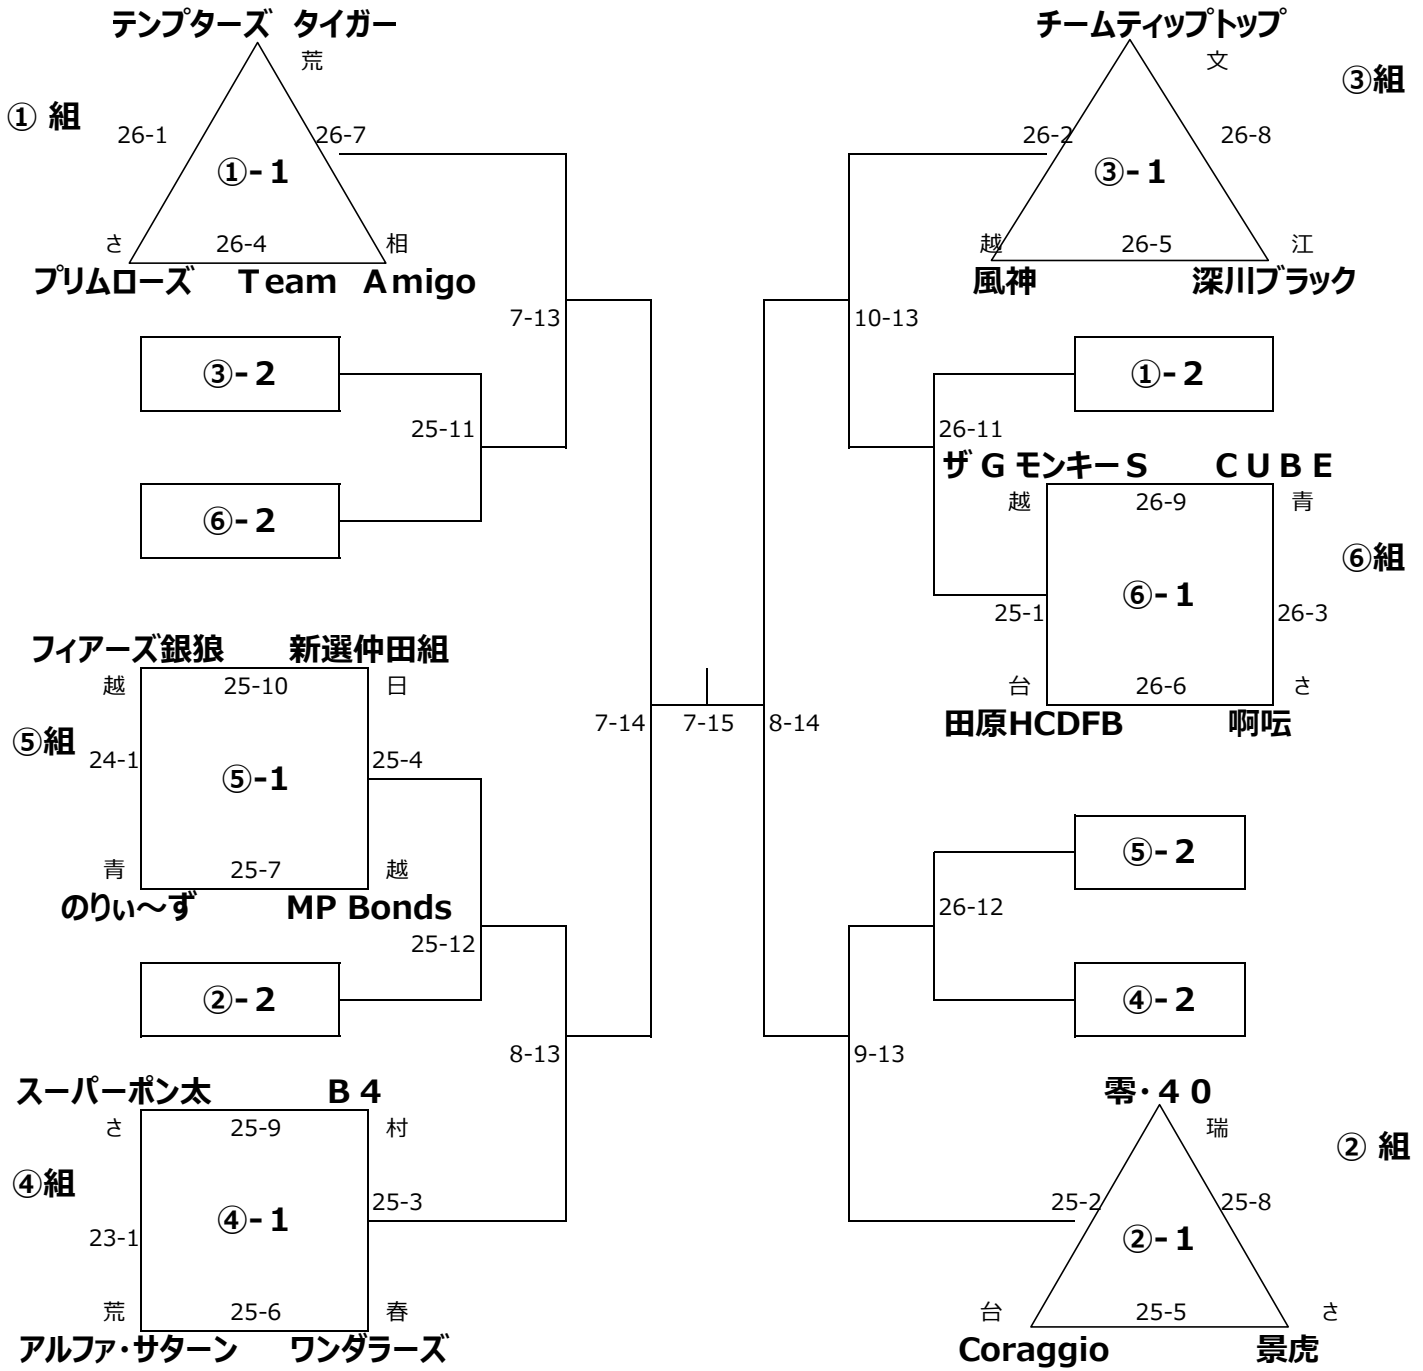 テンプターズ タイガー
荒
① 組
26-1
26-7
①-１
さ
26-4
相
プリムローズ Ｔeam Ａmigo
7-13
③-２
25-11
⑥-２
フィアーズ銀狼 新選仲田組
越
25-10
日
⑤組
24-1
25-4
⑤-1
青
25-7
越
のりぃ～ず MP Bonds
25-12
②-２
8-13
スーパーポン太 Ｂ４
さ
25-9
村
④組
25-3
④-１
23-1
荒
25-6
春
アルファ・サターン ワンダラーズ
7-14
7-15
8-14
チームティップトップ
文
③組
26-2
26-8
③-１
越
26-5
江
風神 深川ブラック
10-13
①-２
26-11
ザＧモンキーＳ ＣＵＢＥ
越
26-9
青
⑥組
⑥-１
25-1
26-3
台
26-6
さ
田原HCDFB 啊呍
⑤-２
26-12
④-２
9-13
零・４０
瑞
② 組
25-2
25-8
②-１
台
25-5
さ
Coraggio 景虎